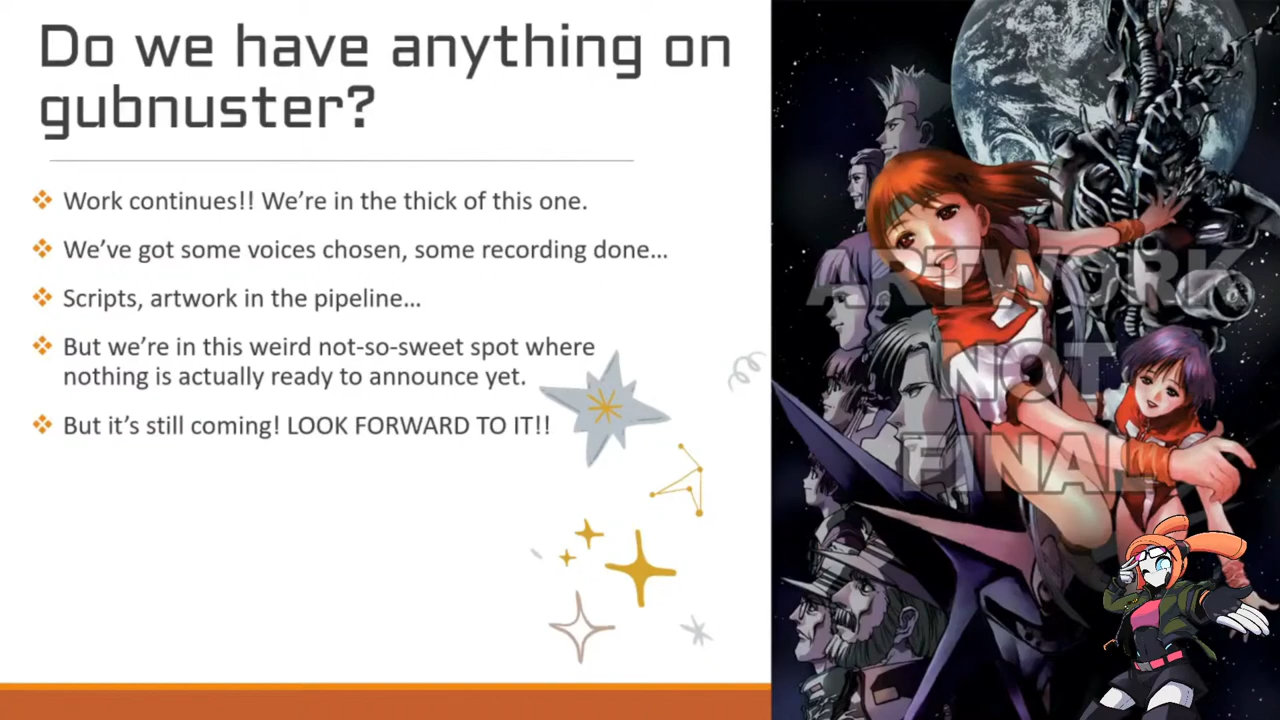 Do we have anything on
gubnuster?
Work continues!! We're in the thick of this one.
We've got some voices chosen, some recording done...
Scripts, artwork in the pipeline...
But we're in this weird not-so-sweet spot where
nothing is actually ready to announce yet.
But it's still coming! LOOK FORWARD TO IT!!
ARTWORK
NOT
FINAL